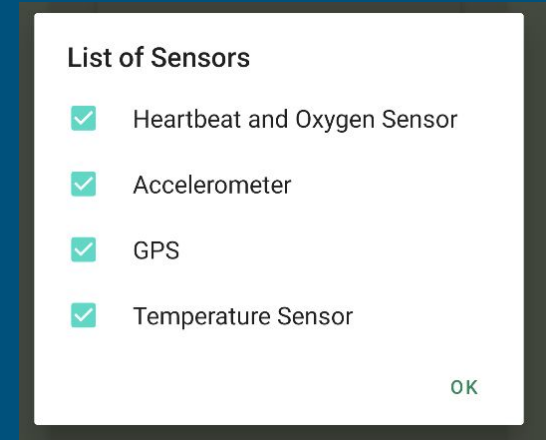 List of Sensors
Heartbeat and Oxygen Sensor
Accelerometer
GPS
Temperature Sensor
OK